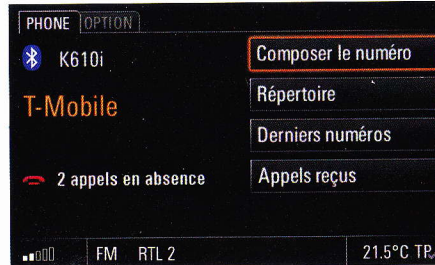 PHONE OPTION
K610i
Composer le numéro
T-Mobile
Répertoire
Derniers numéros
2 appels en absence
Appels reçus
FM RTL 2
21.5°C TP